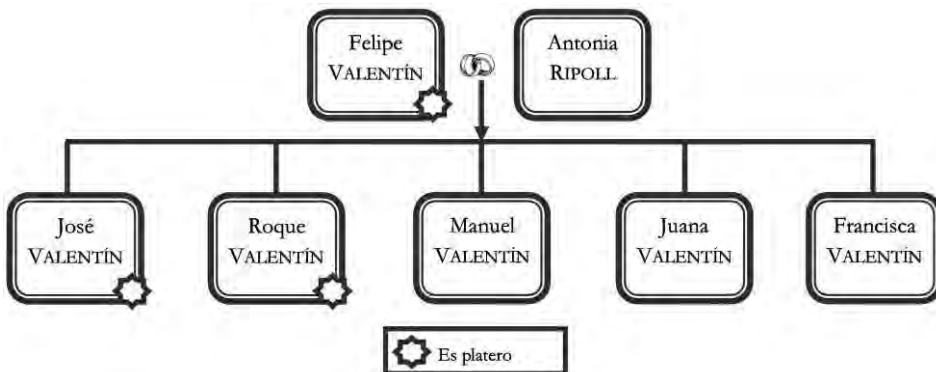 Felipe
VALENTÍN
Antonia
RIPOLL
José
VALENTÍN
Roque
VALENTÍN
Manuel
VALENTÍN
Juana
VALENTÍN
Francisca
VALENTÍN
Es platero